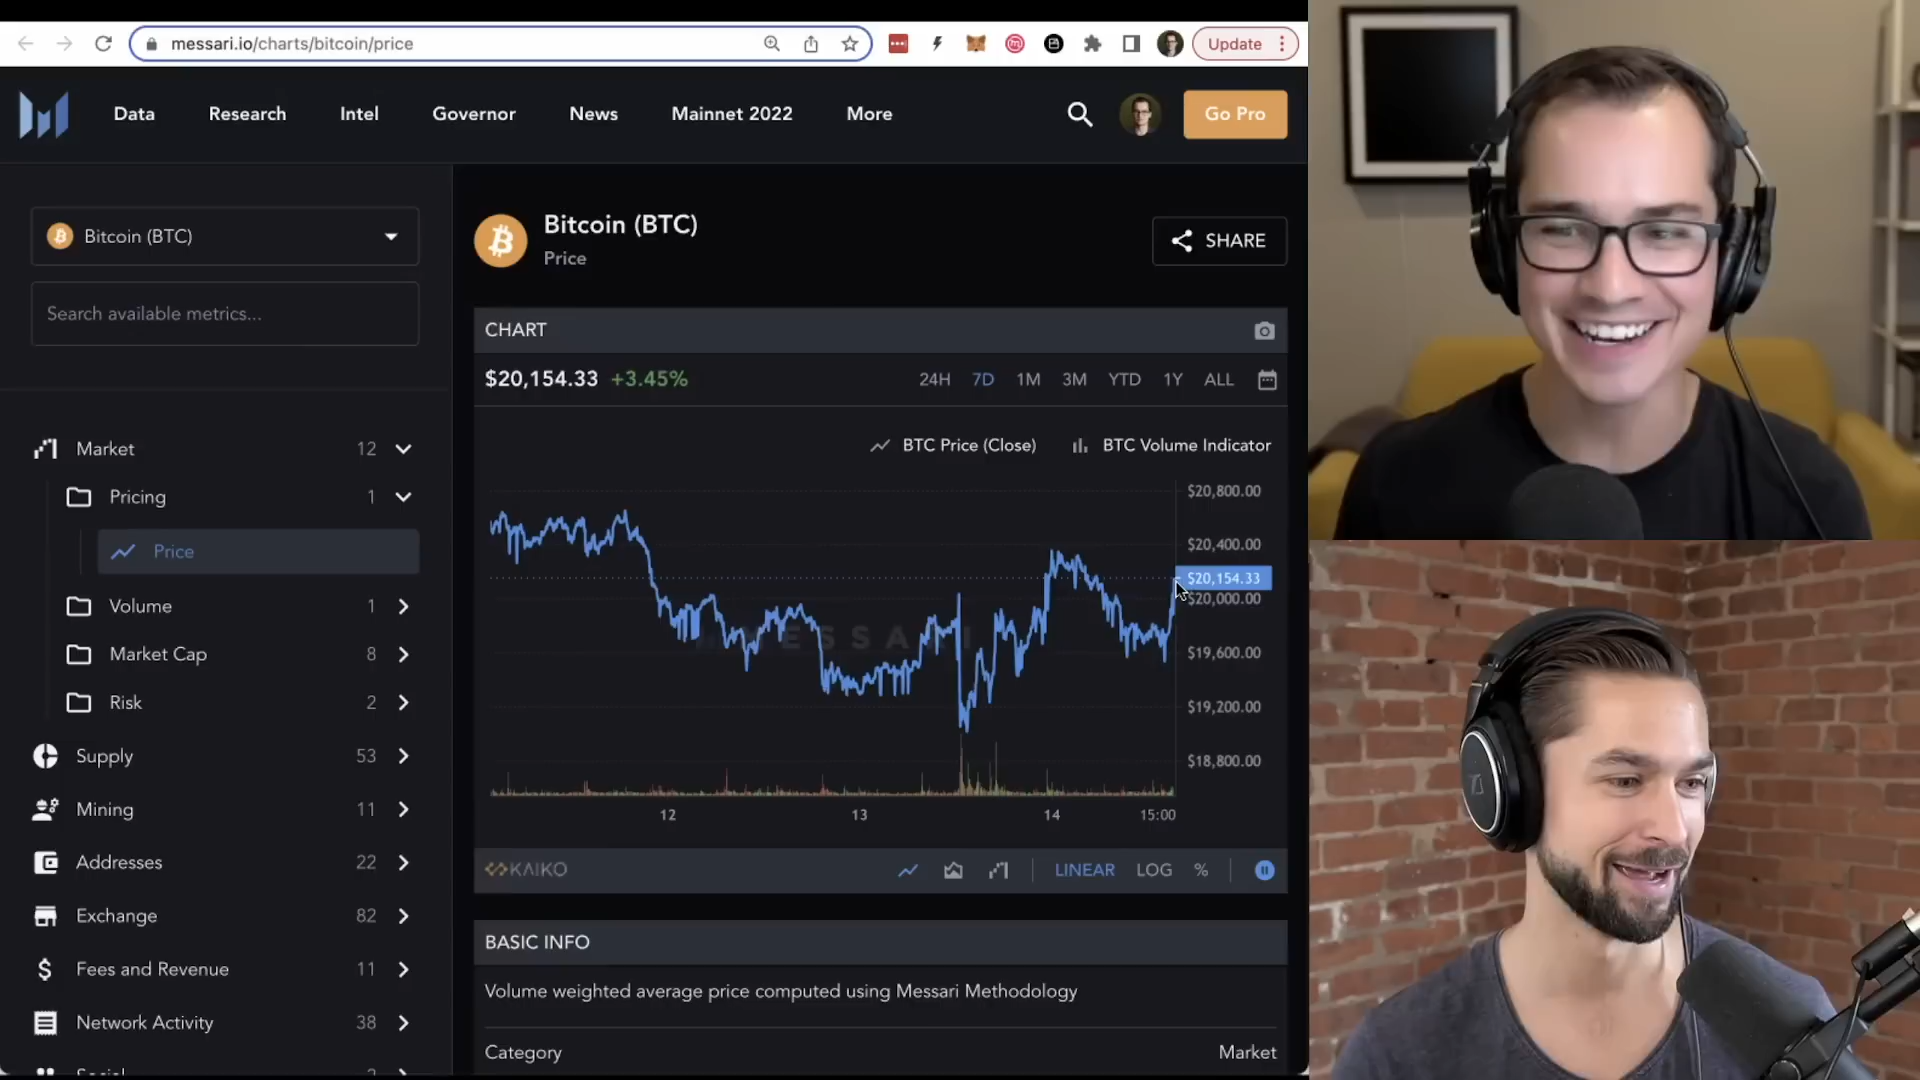 messari.io/charts/bitcoin/price
Update
Data Research Intel Governor News Mainnet 2022 More
Go Pro
Bitcoin (BTC)
Search available metrics...
Market 12
Pricing 1
Price
Volume 1
Market Cap 8
Risk 2
Supply 53
Mining 11
Addresses 22
Exchange 82
Fees and Revenue 11
Network Activity 38
Bitcoin (BTC)
Price
SHARE
CHART
$20,154.33 +3.45%
24H 7D 1M 3M YTD 1Y ALL
BTC Price (Close) BTC Volume Indicator
$20,800.00
$20,400.00
$20,154.33
$20,000.00
$19,600.00
$19,200.00
$18,800.00
MESSARI
12 13 14 15:00
KAIKO
LINEAR LOG %
BASIC INFO
Volume weighted average price computed using Messari Methodology
Category Market